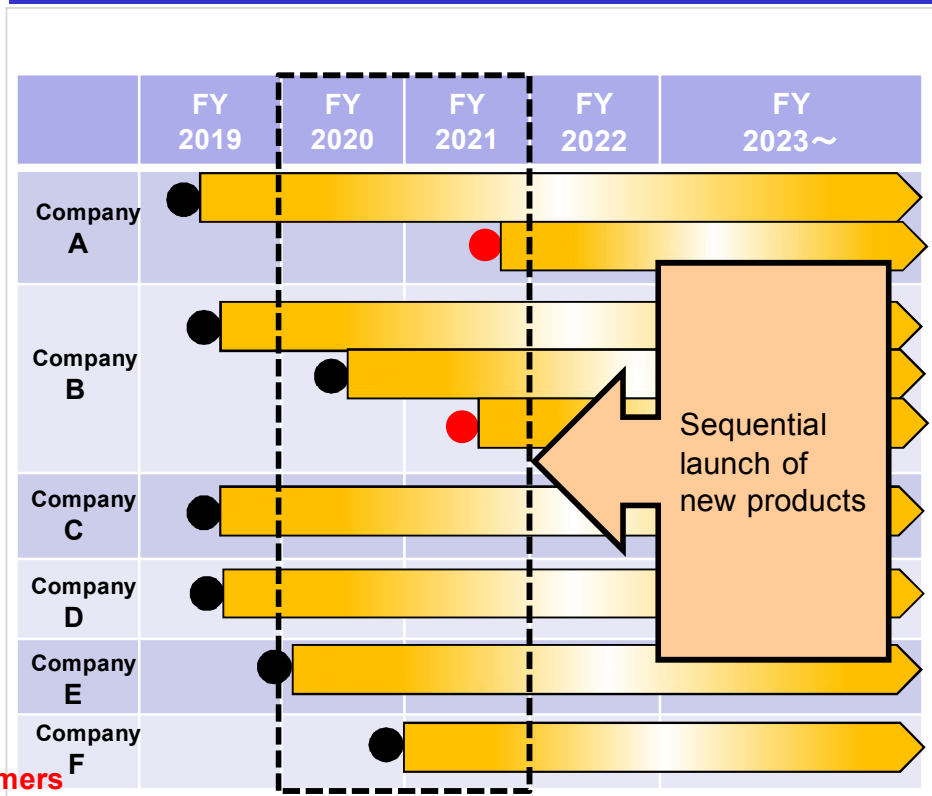 FY
2019
FY
2020
FY
2021
FY
2022
FY
2023～
Company
A
Company
B
Company
C
Company
D
Company
E
Company
F
Sequential
launch of
new products